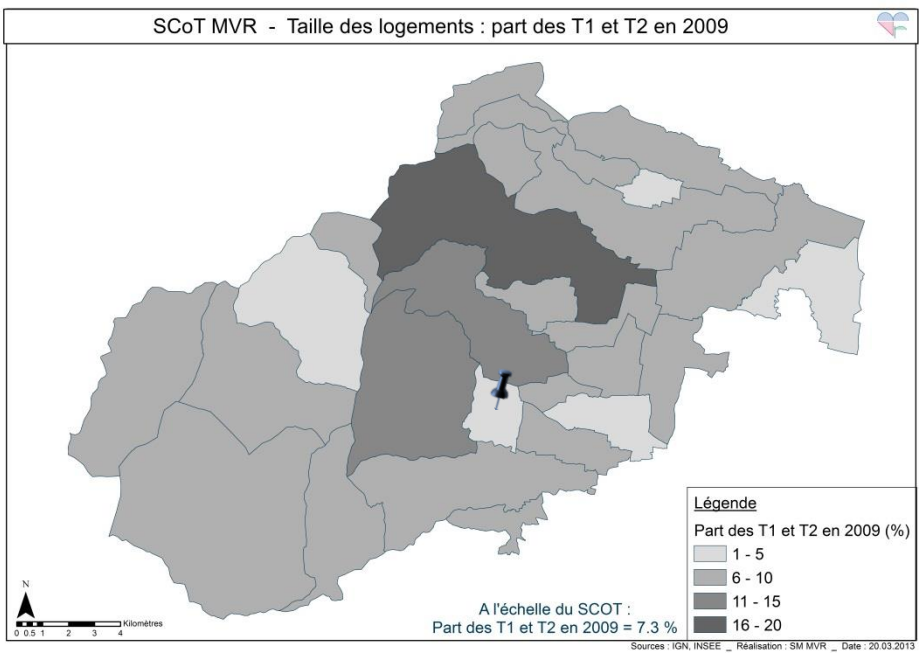 SCoT MVR - Taille des logements : part des T1 et T2 en 2009
Légende
Part des T1 et T2 en 2009 (%)
1 - 5
6 - 10
11 - 15
16 - 20
N
0 0.5 1 2 3 4 Kilomètres
A l'échelle du SCOT :
Part des T1 et T2 en 2009 = 7.3 %
Sources : IGN, INSEE _ Réalisation : SM MVR _ Date : 20.03.2013